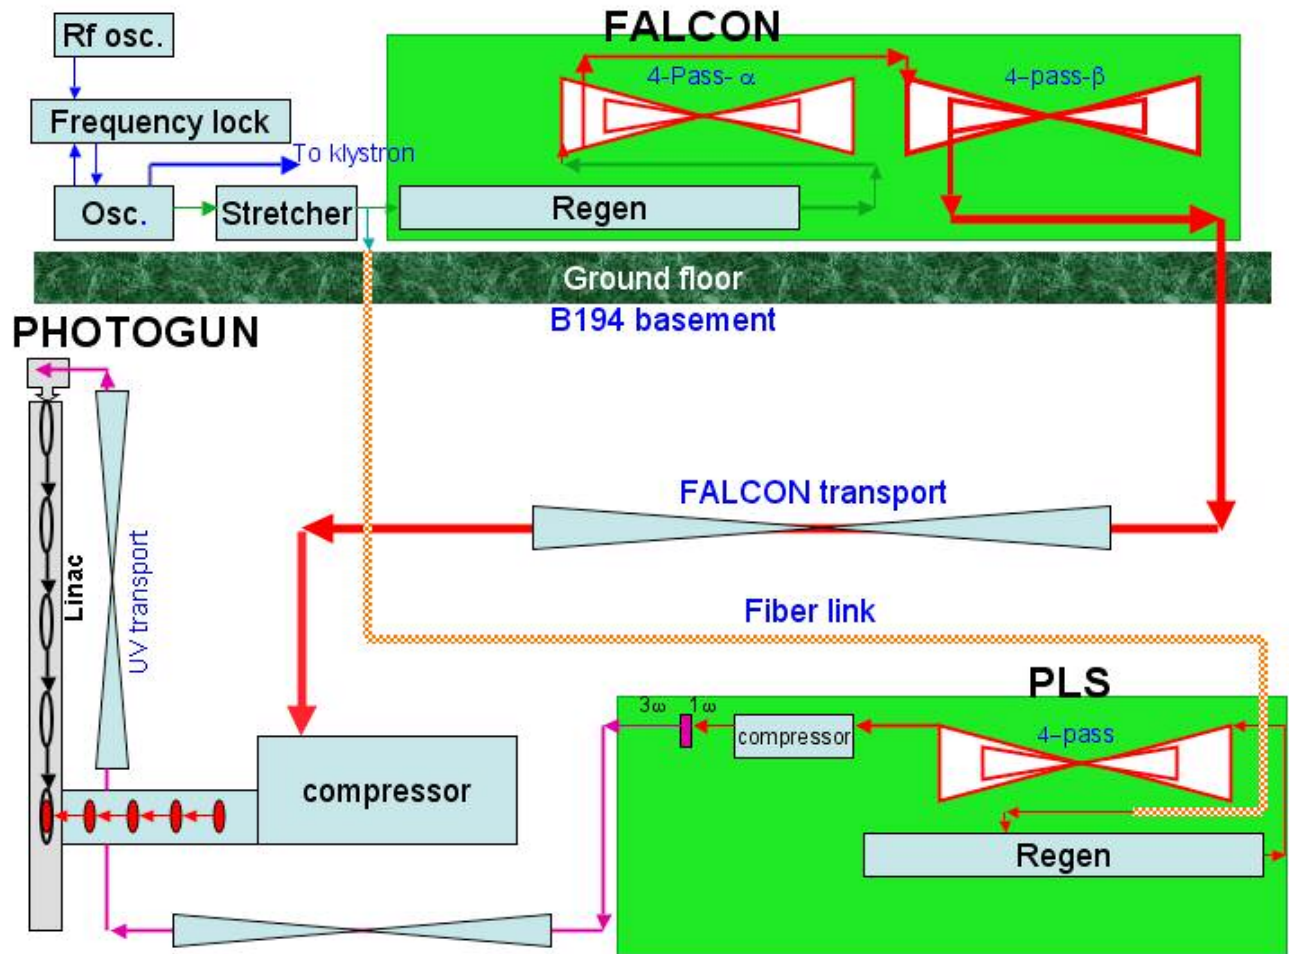 FALCON
Rf osc.
Frequency lock
To klystron
Osc.
Stretcher
4-Pass- α
4-pass-β
Regen
Ground floor
B194 basement
PHOTOGUN
Linac
UV transport
FALCON transport
Fiber link
compressor
PLS
3ω
1ω
compressor
4-pass
Regen